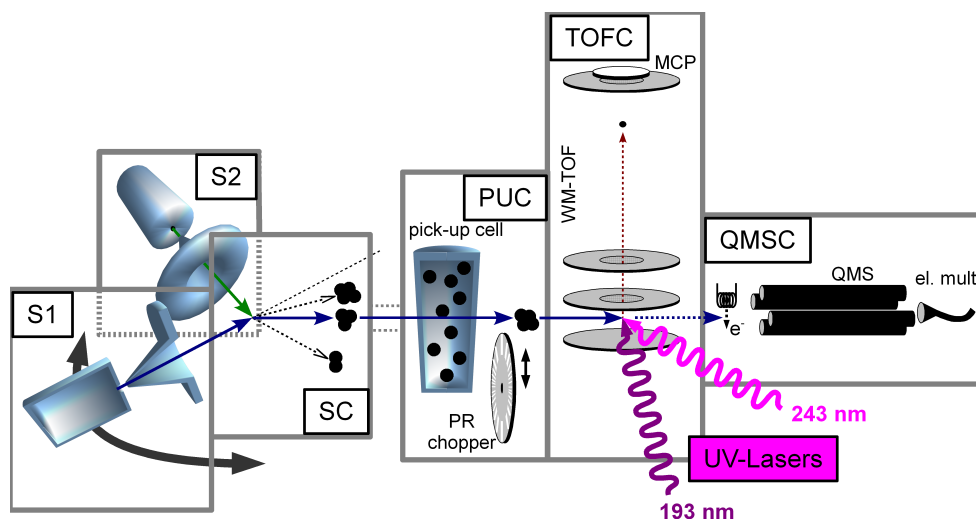 TOFC
MCP
S2
PUC
WM-TOF
pick-up cell
QMSC
QMS
el. mult
S1
e-
SC
PR
chopper
243 nm
UV-Lasers
193 nm